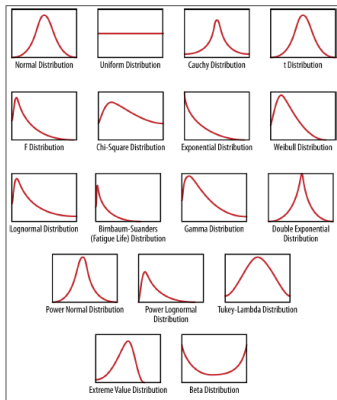 Normal Distribution
Uniform Distribution
Cauchy Distribution
t Distribution
F Distribution
Chi-Square Distribution
Exponential Distribution
Weibull Distribution
Lognormal Distribution
Birnbaum-Suanders
(Fatigue Life) Distribution
Gamma Distribution
Double Exponential
Distribution
Power Normal Distribution
Power Lognormal
Distribution
Tukey-Lambda Distribution
Extreme Value Distribution
Beta Distribution